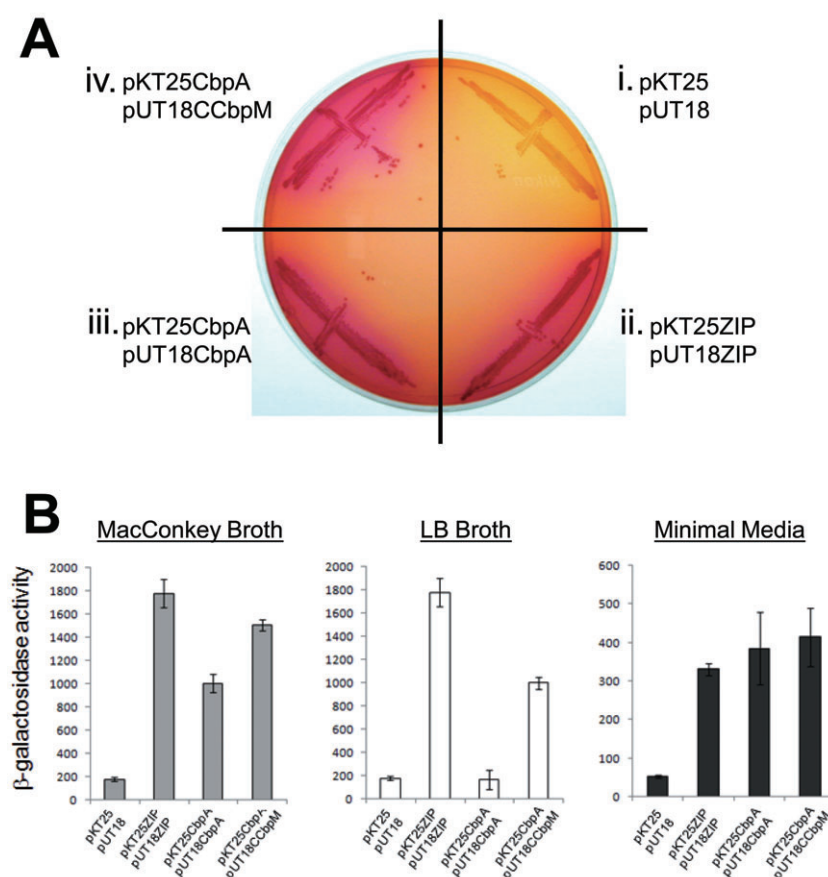 A
iv. pKT25CbpA
pUT18CCbpM
i. pKT25
pUT18
iii. pKT25CbpA
pUT18CbpA
ii. pKT25ZIP
pUT18ZIP
B
MacConkey Broth
LB Broth
Minimal Media
β-galactosidase activity
2000
1800
1600
1400
1200
1000
800
600
400
200
0
pKT25
pUT18
pKT25ZIP
pUT18ZIP
pKT25CbpA
pUT18CbpA
pKT25CbpA
pUT18CCbpM
2000
1800
1600
1400
1200
1000
800
600
400
200
0
pKT25
pUT18
pKT25ZIP
pUT18ZIP
pKT25CbpA
pUT18CbpA
pKT25CbpA
pUT18CCbpM
600
500
400
300
200
100
0
pKT25
pUT18
pKT25ZIP
pUT18ZIP
pKT25CbpA
pUT18CbpA
pKT25CbpA
pUT18CCbpM